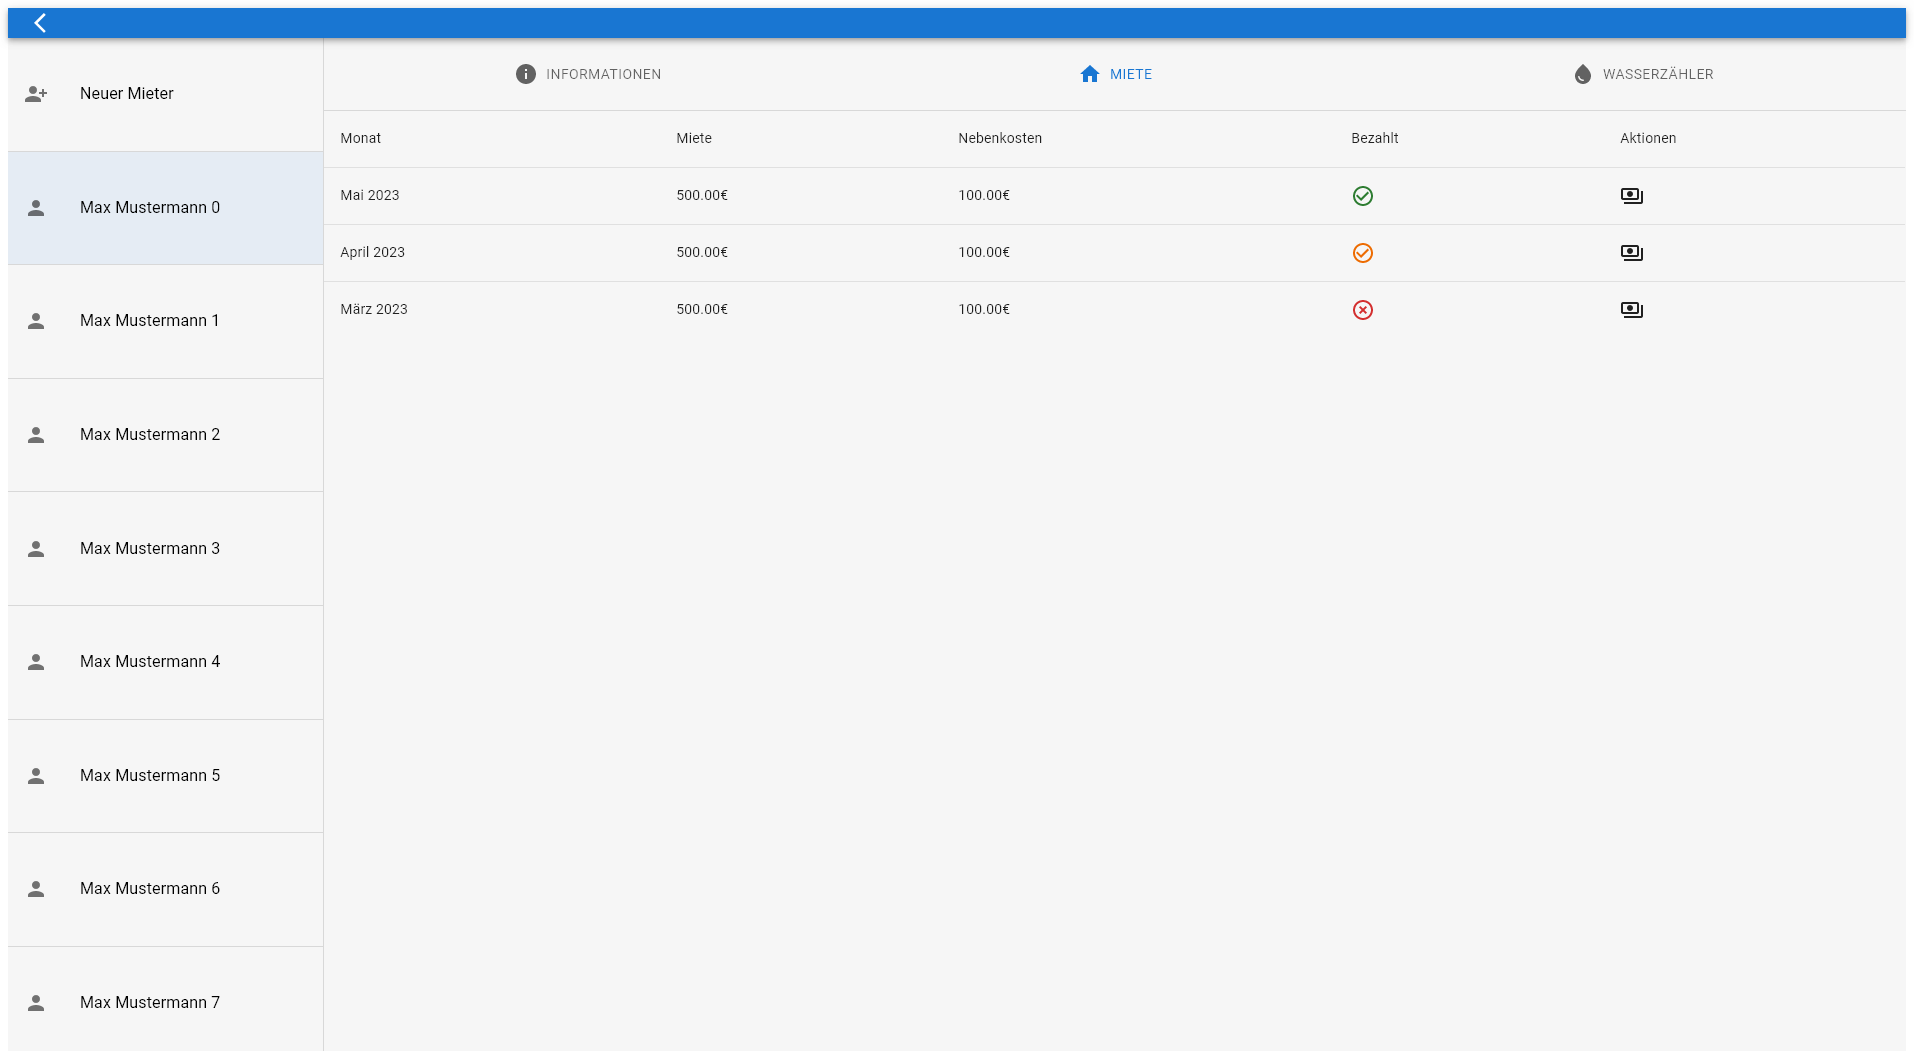 INFORMATIONEN MIETE WASSERZÄHLER
Neuer Mieter
Max Mustermann 0
Max Mustermann 1
Max Mustermann 2
Max Mustermann 3
Max Mustermann 4
Max Mustermann 5
Max Mustermann 6
Max Mustermann 7
Monat Miete Nebenkosten Bezahlt Aktionen
Mai 2023 500.00€ 100.00€
April 2023 500.00€ 100.00€
März 2023 500.00€ 100.00€